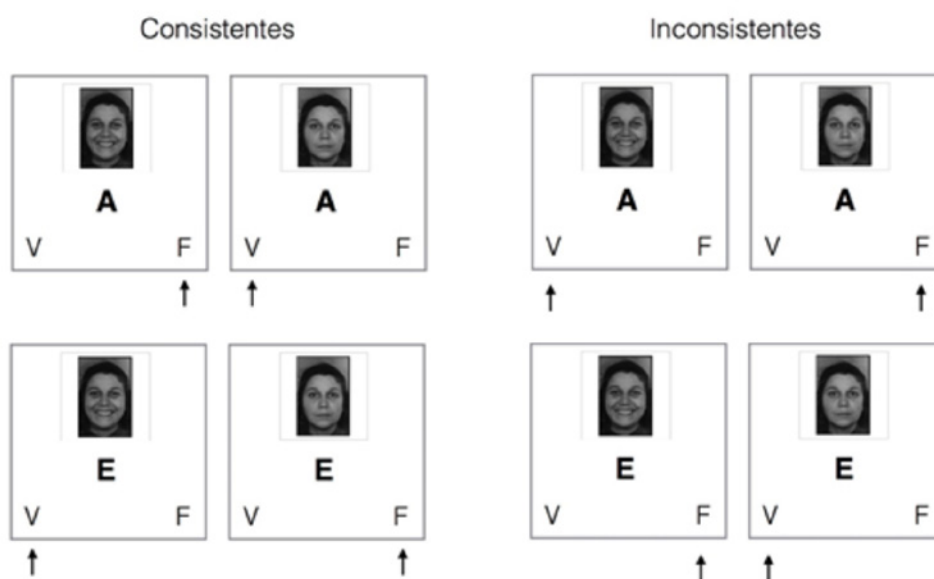 Consistentes Inconsistentes
A A A A
V F V F V F V F
E E E E
V F V F V F V F